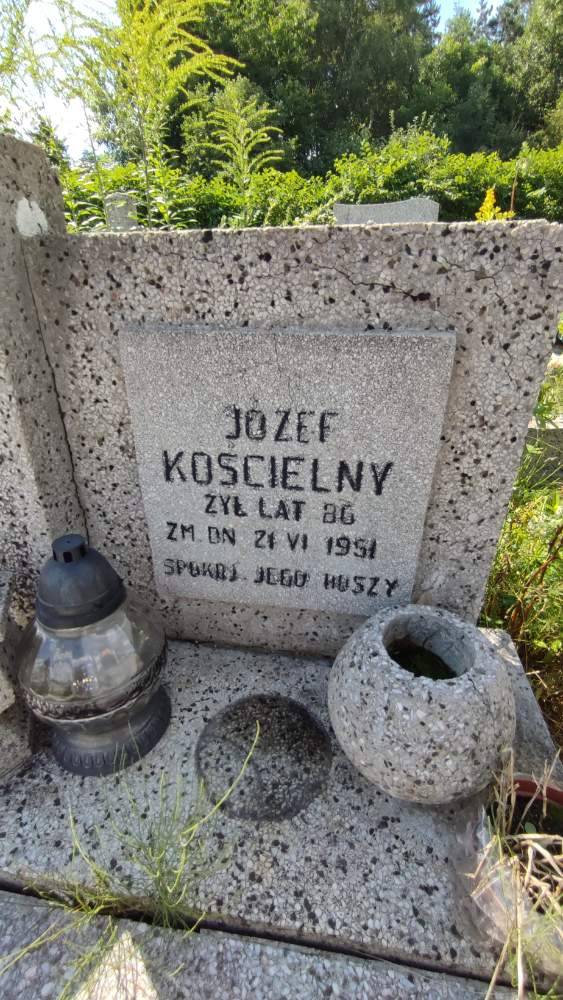 JÓZEF
KOŚCIELNY
ŻYŁ LAT 86
ZM. DN 21 VI 1951
SPOKÓJ JEGO DUSZY